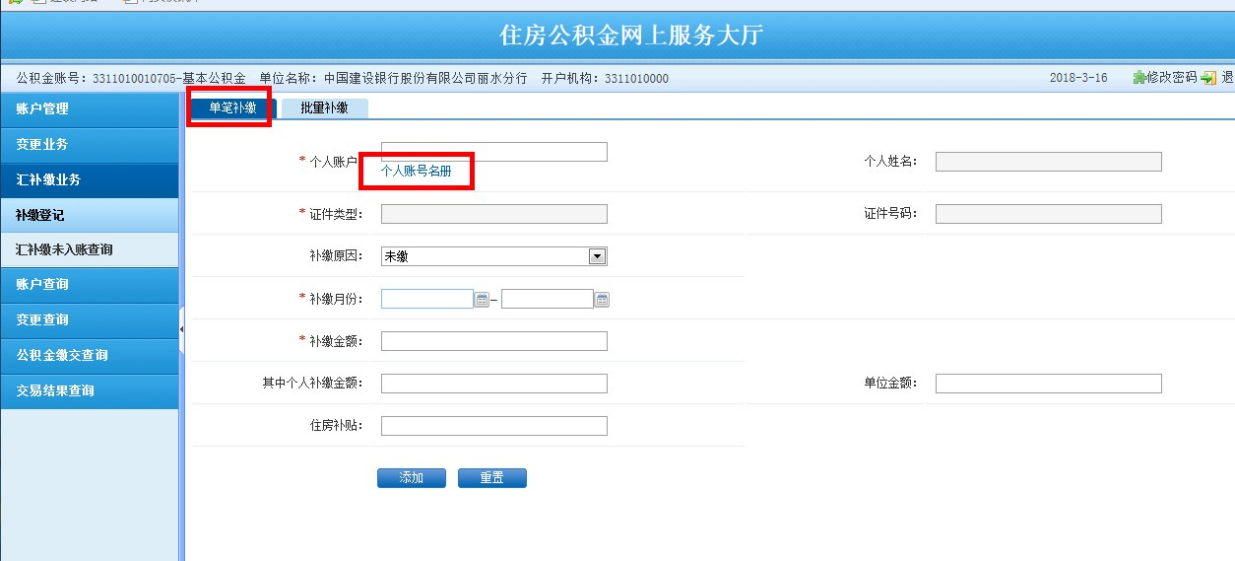 住房公积金网上服务大厅
公积金账号：3311010010705-基本公积金 单位名称：中国建设银行股份有限公司丽水分行 开户机构：3311010000 2018-3-16 修改密码 退
账户管理
变更业务
汇补缴业务
补缴登记
汇补缴未入账查询
账户查询
变更查询
公积金缴交查询
交易结果查询
单笔补缴 批量补缴
* 个人账户 个人姓名：
个人账号名册
* 证件类型： 证件号码：
补缴原因： 未缴
* 补缴月份： -
* 补缴金额：
其中个人补缴金额： 单位金额：
住房补贴：
添加 重置